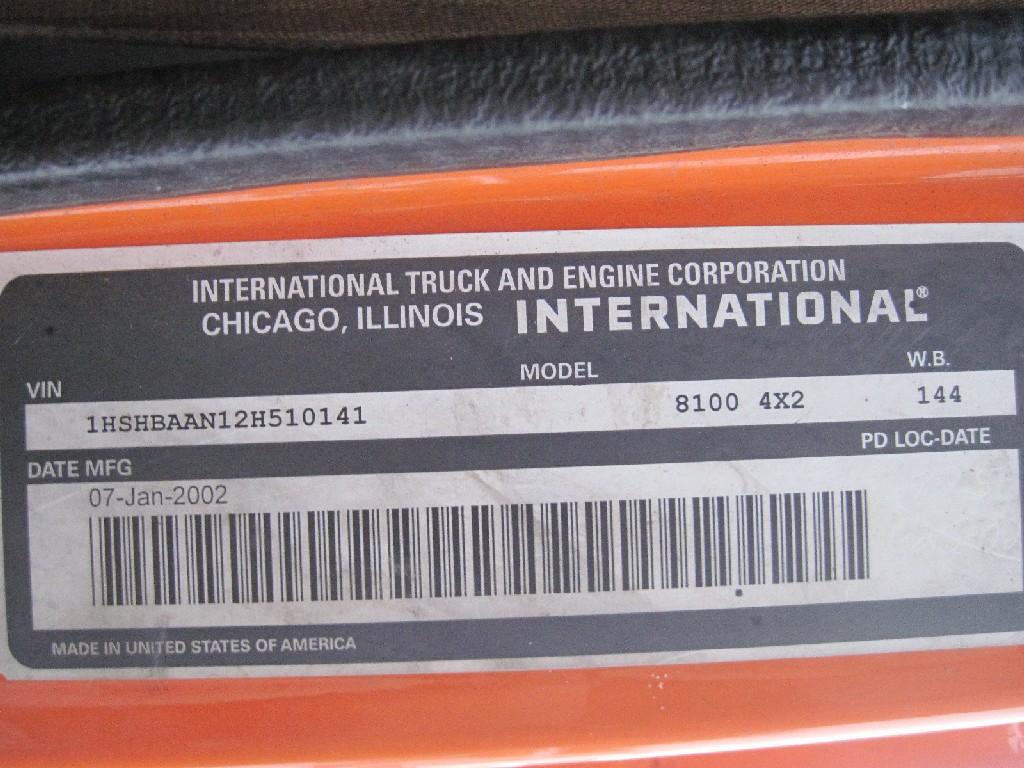 INTERNATIONAL TRUCK AND ENGINE CORPORATION
CHICAGO, ILLINOIS INTERNATIONAL®
VIN MODEL W.B.
1HSHBAAN12H510141 8100 4X2 144
DATE MFG PD LOC-DATE
07-Jan-2002
MADE IN UNITED STATES OF AMERICA